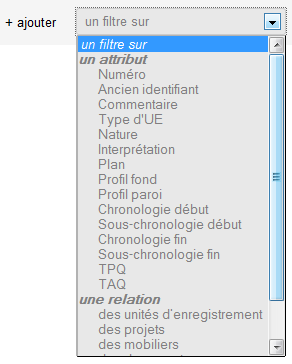 + ajouter un filtre sur
un filtre sur
un attribut
Numéro
Ancien identifiant
Commentaire
Type d'UE
Nature
Interprétation
Plan
Profil fond
Profil paroi
Chronologie début
Sous-chronologie début
Chronologie fin
Sous-chronologie fin
TPQ
TAQ
une relation
des unités d'enregistrement
des projets
des mobiliers